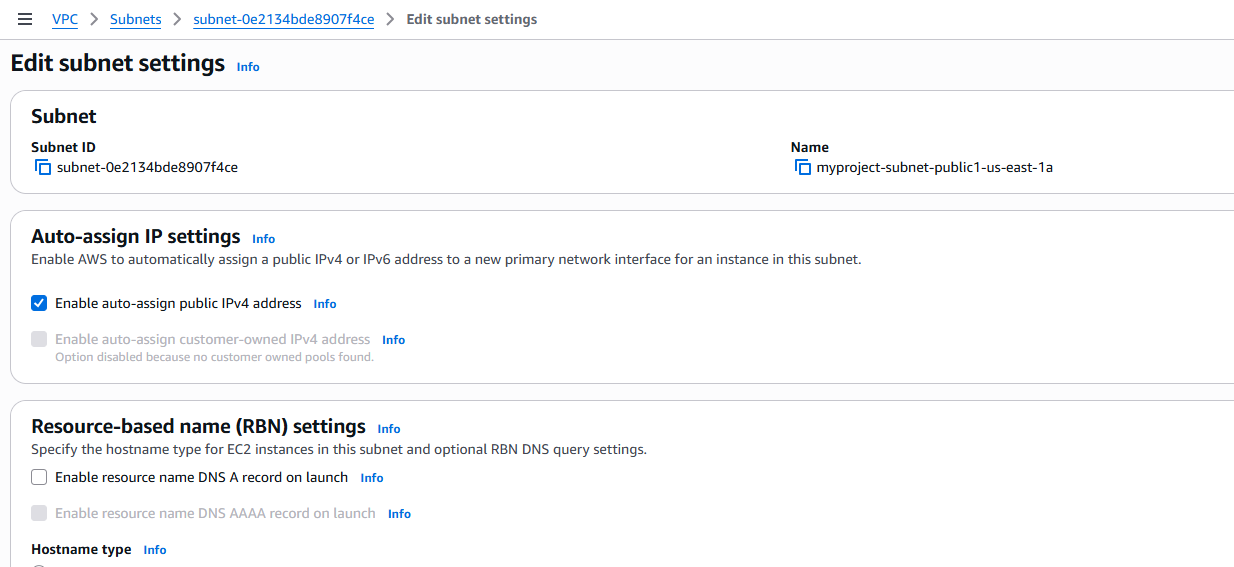 VPC > Subnets > subnet-0e2134bde8907f4ce > Edit subnet settings
Edit subnet settings Info
Subnet
Subnet ID
subnet-0e2134bde8907f4ce
Name
myproject-subnet-public1-us-east-1a
Auto-assign IP settings Info
Enable AWS to automatically assign a public IPv4 or IPv6 address to a new primary network interface for an instance in this subnet.
Enable auto-assign public IPv4 address Info
Enable auto-assign customer-owned IPv4 address Info
Option disabled because no customer owned pools found.
Resource-based name (RBN) settings Info
Specify the hostname type for EC2 instances in this subnet and optional RBN DNS query settings.
Enable resource name DNS A record on launch Info
Enable resource name DNS AAAA record on launch Info
Hostname type Info